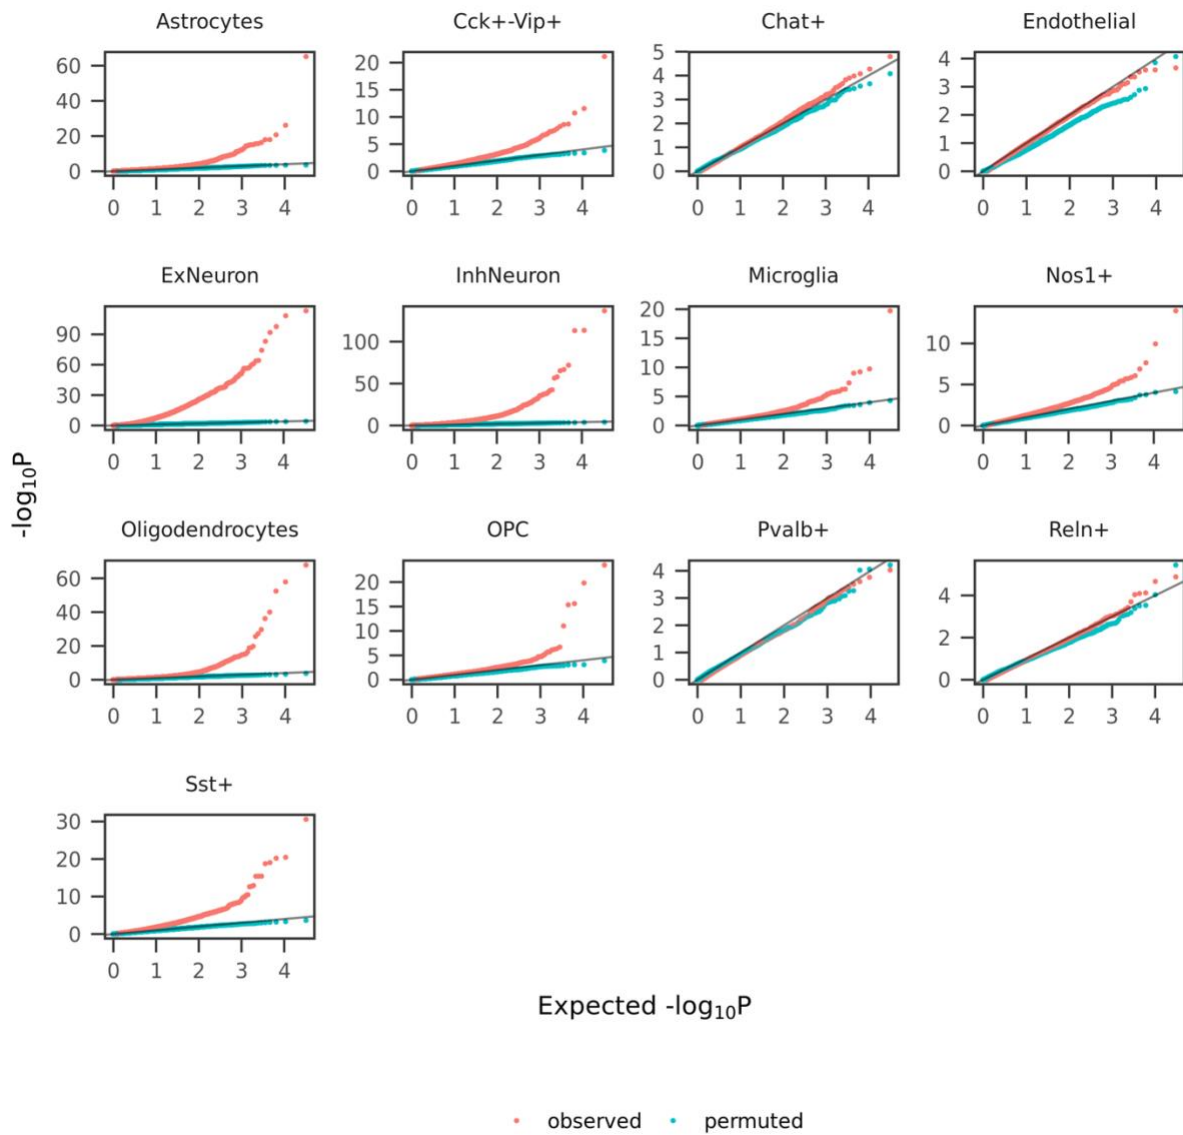 Astrocytes Cck+-Vip+ Chat+ Endothelial
60 20 5 4
40 15 4 3
20 10 3 2
0 5 2 1
0 1 0
0
0 1 2 3 4 0 1 2 3 4 0 1 2 3 4 0 1 2 3 4
ExNeuron InhNeuron Microglia Nos1+
90 100 20 10
60 50 15 5
30 0 10 0
0 5
0
0 1 2 3 4 0 1 2 3 4 0 1 2 3 4 0 1 2 3 4
-log10P
Oligodendrocytes OPC Pvalb+ Reln+
60 20 4 4
40 15 3 2
20 10 2 0
0 5 1
0 0
0 1 2 3 4 0 1 2 3 4 0 1 2 3 4 0 1 2 3 4
Sst+
30
20
10
0
0 1 2 3 4
Expected -log10P
observed permuted